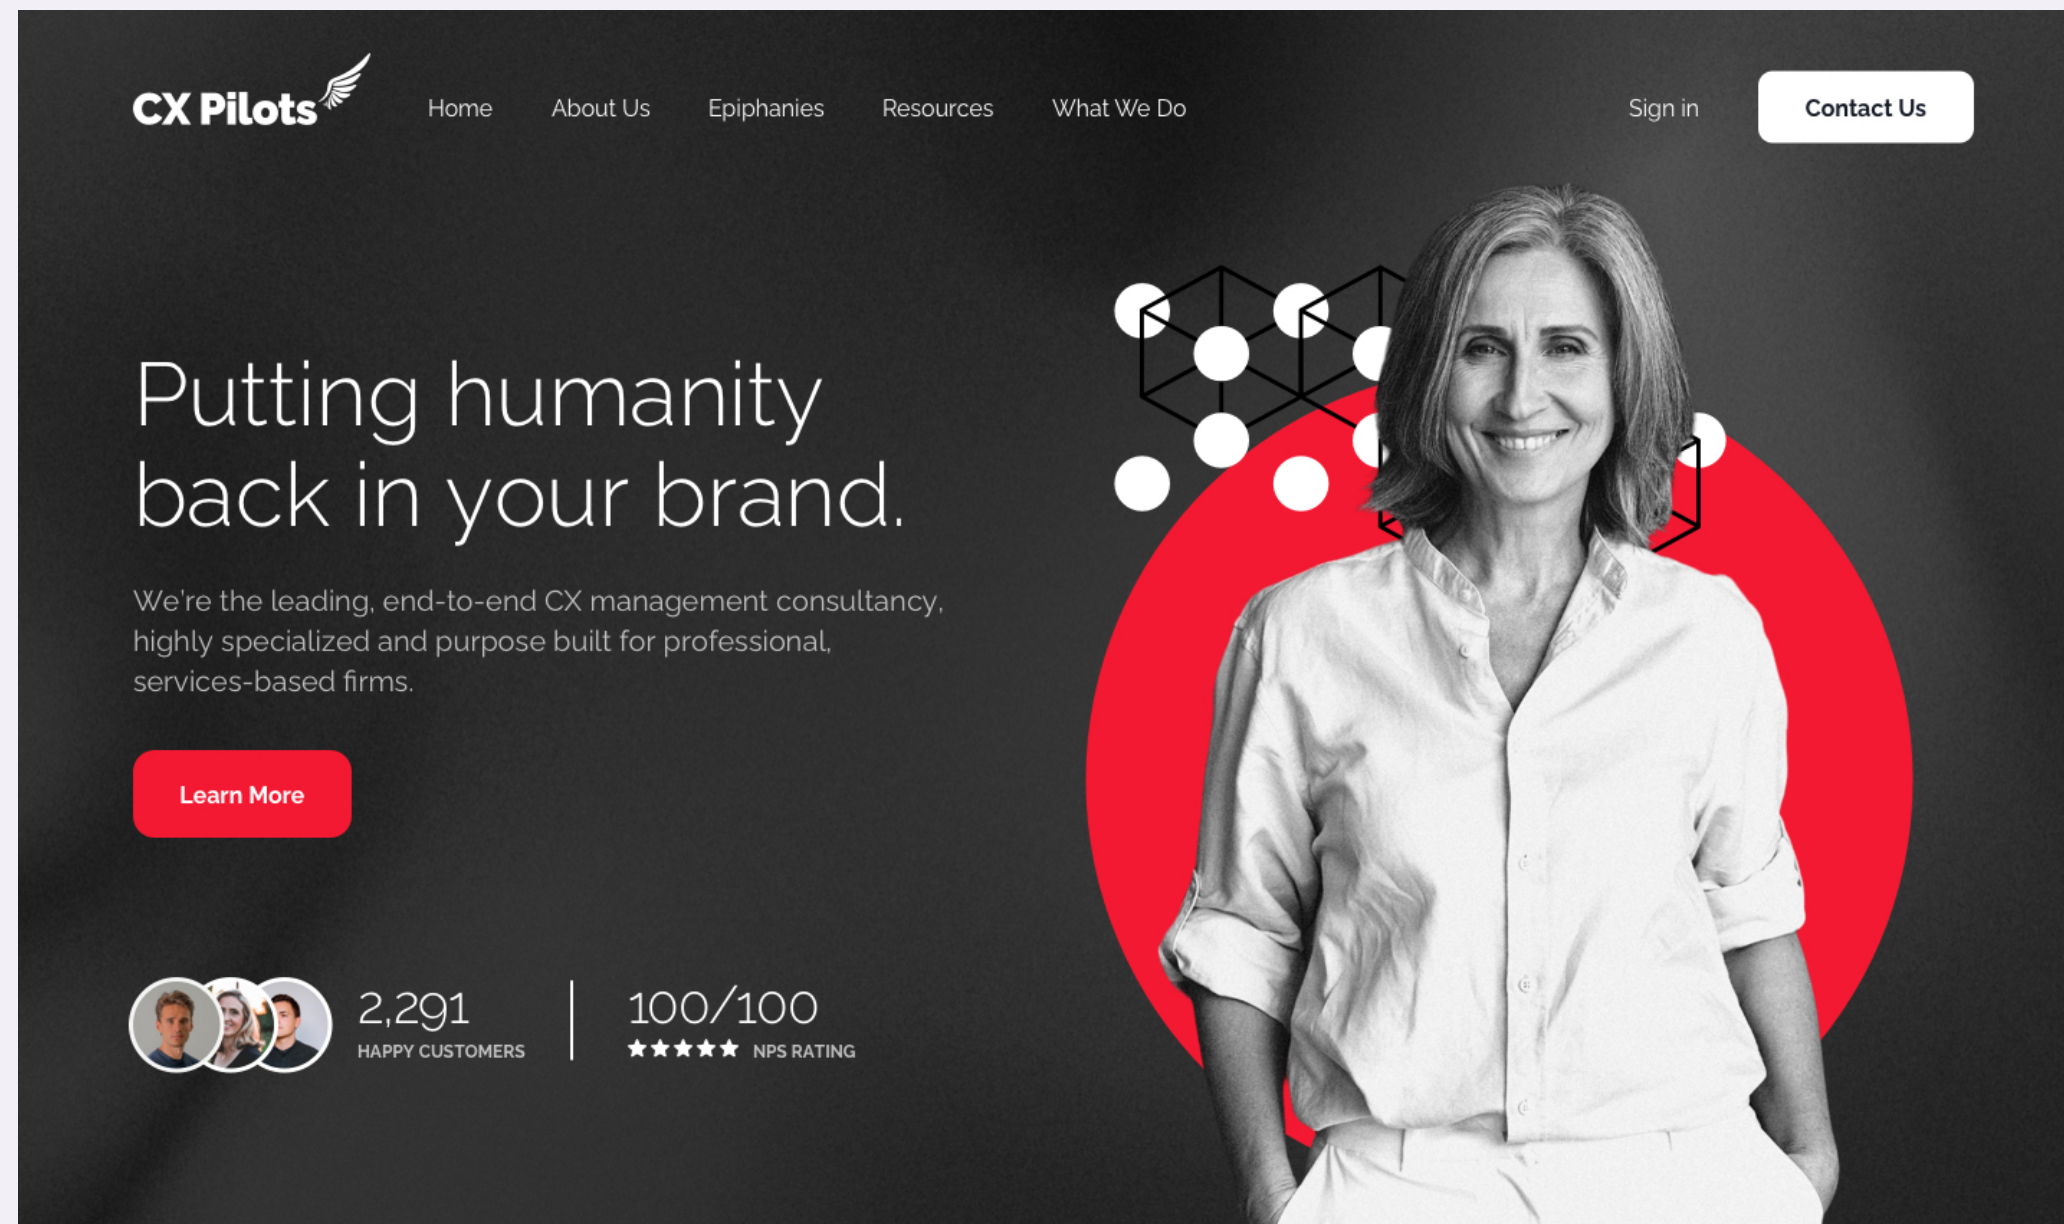 CX Pilots
Home
About Us
Epiphanies
Resources
What We Do
Sign in
Contact Us
Putting humanity
back in your brand.
We're the leading, end-to-end CX management consultancy,
highly specialized and purpose built for professional,
services-based firms.
Learn More
2,291
HAPPY CUSTOMERS
100/100
NPS RATING